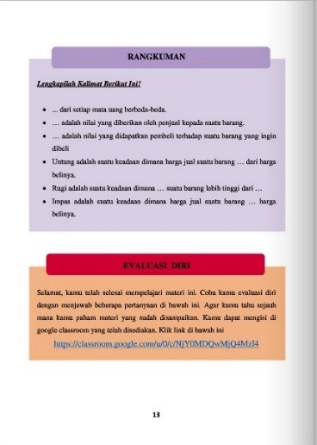 RANGKUMAN
Lengkapilah Kalimat Berikut Ini!
• ... dari setiap mata uang berbeda-beda.
• ... adalah nilai yang diberikan oleh penjual kepada suatu barang.
• ... adalah nilai yang didapatkan pembeli terhadap suatu barang yang ingin
dibeli
• Untung adalah suatu keadaan dimana harga jual suatu barang ... dari harga
belinya.
• Rugi adalah suatu keadaan dimana ... suatu barang lebih tinggi dari ...
• Impas adalah suatu keadaan dimana harga jual suatu barang ... harga
belinya.
EVALUASI DIRI
Selamat, kamu telah selesai mempelajari materi ini. Coba kamu evaluasi diri
dengan menjawab beberapa pertanyaan di bawah ini. Agar kamu tahu sejauh
mana kamu paham materi yang sudah disampaikan. Kamu dapat mengisi di
google classroom yang telah disediakan. Klik link di bawah ini
https://classroom.google.com/u/0/c/NjY0MDQwMjQ4MzI4
13